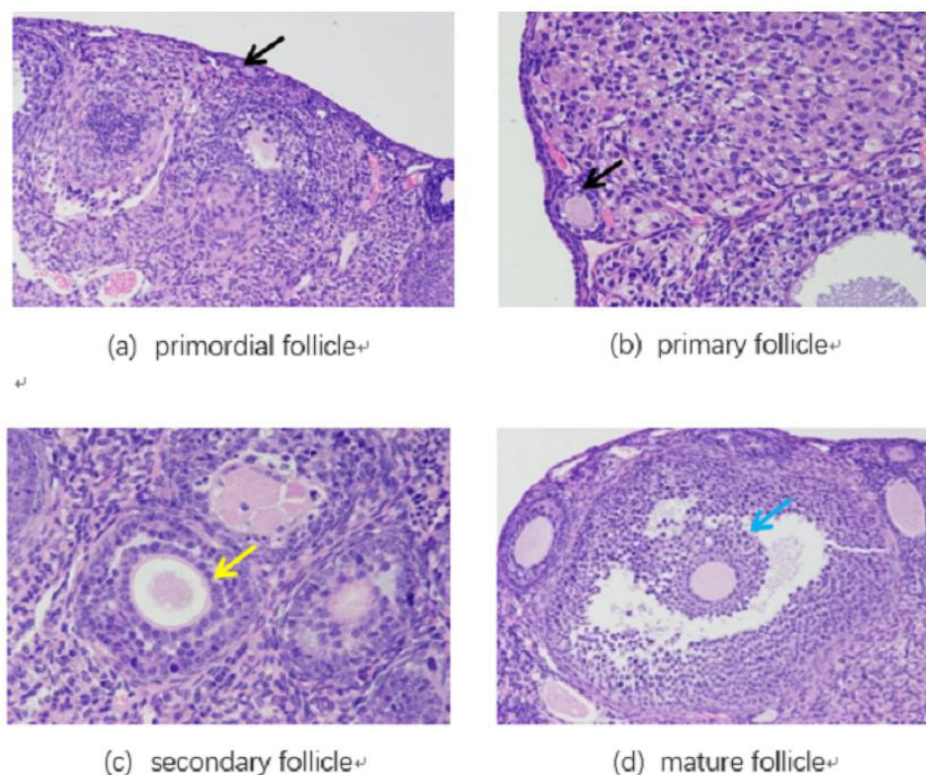 (a) primordial follicle↵
(b) primary follicle↵
↵
(c) secondary follicle↵
(d) mature follicle↵